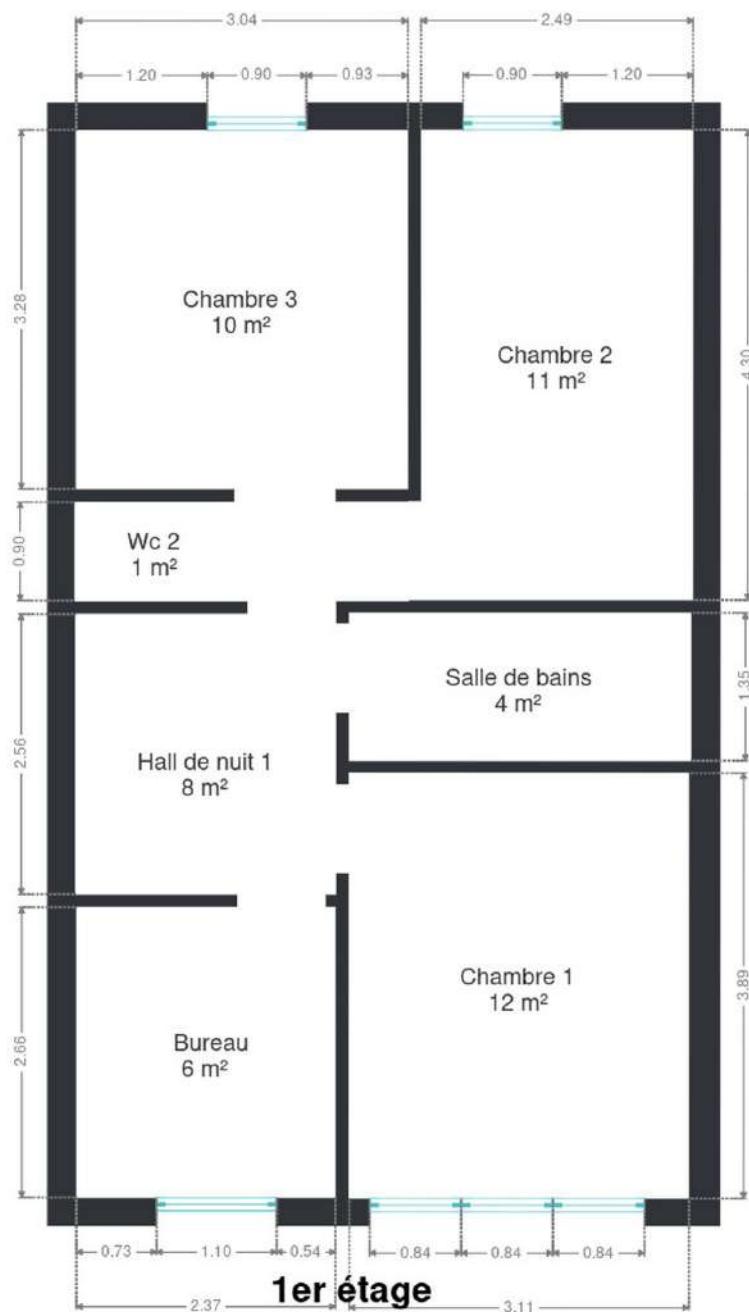 3.04
2.49
1.20
0.90
0.93
0.90
1.20
3.28
4.30
Chambre 3
10 m²
Chambre 2
11 m²
0.90
Wc 2
1 m²
2.56
1.35
Salle de bains
4 m²
Hall de nuit 1
8 m²
2.66
3.89
Chambre 1
12 m²
Bureau
6 m²
0.73
1.10
0.54
0.84
0.84
0.84
2.37
1er étage
3.11